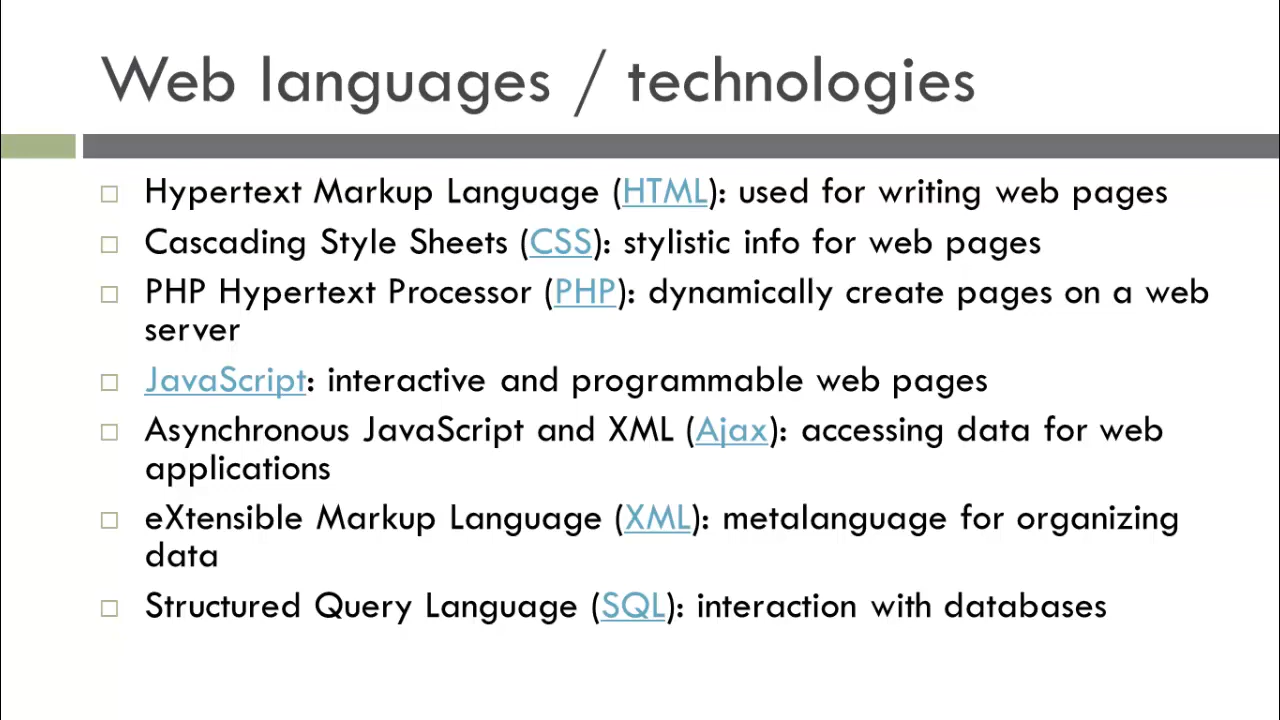 Web languages / technologies
Hypertext Markup Language (HTML): used for writing web pages
Cascading Style Sheets (CSS): stylistic info for web pages
PHP Hypertext Processor (PHP): dynamically create pages on a web
server
JavaScript: interactive and programmable web pages
Asynchronous JavaScript and XML (Ajax): accessing data for web
applications
eXtensible Markup Language (XML): metalanguage for organizing
data
Structured Query Language (SQL): interaction with databases